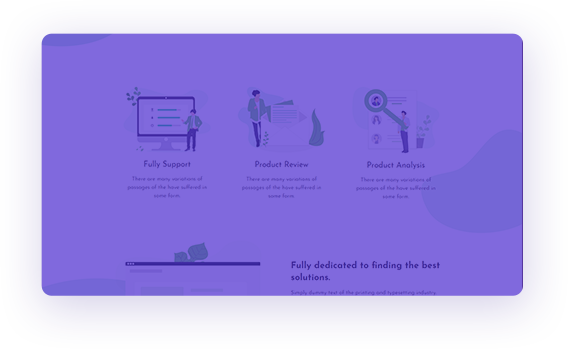 Fully Support
There are many variations of
passages of the have suffered in
some form.
Product Review
There are many variations of
passages of the have suffered in
some form.
Product Analysis
There are many variations of
passages of the have suffered in
some form.
Fully dedicated to finding the best
solutions.
Simply dummy text of the printing and typesetting industry.